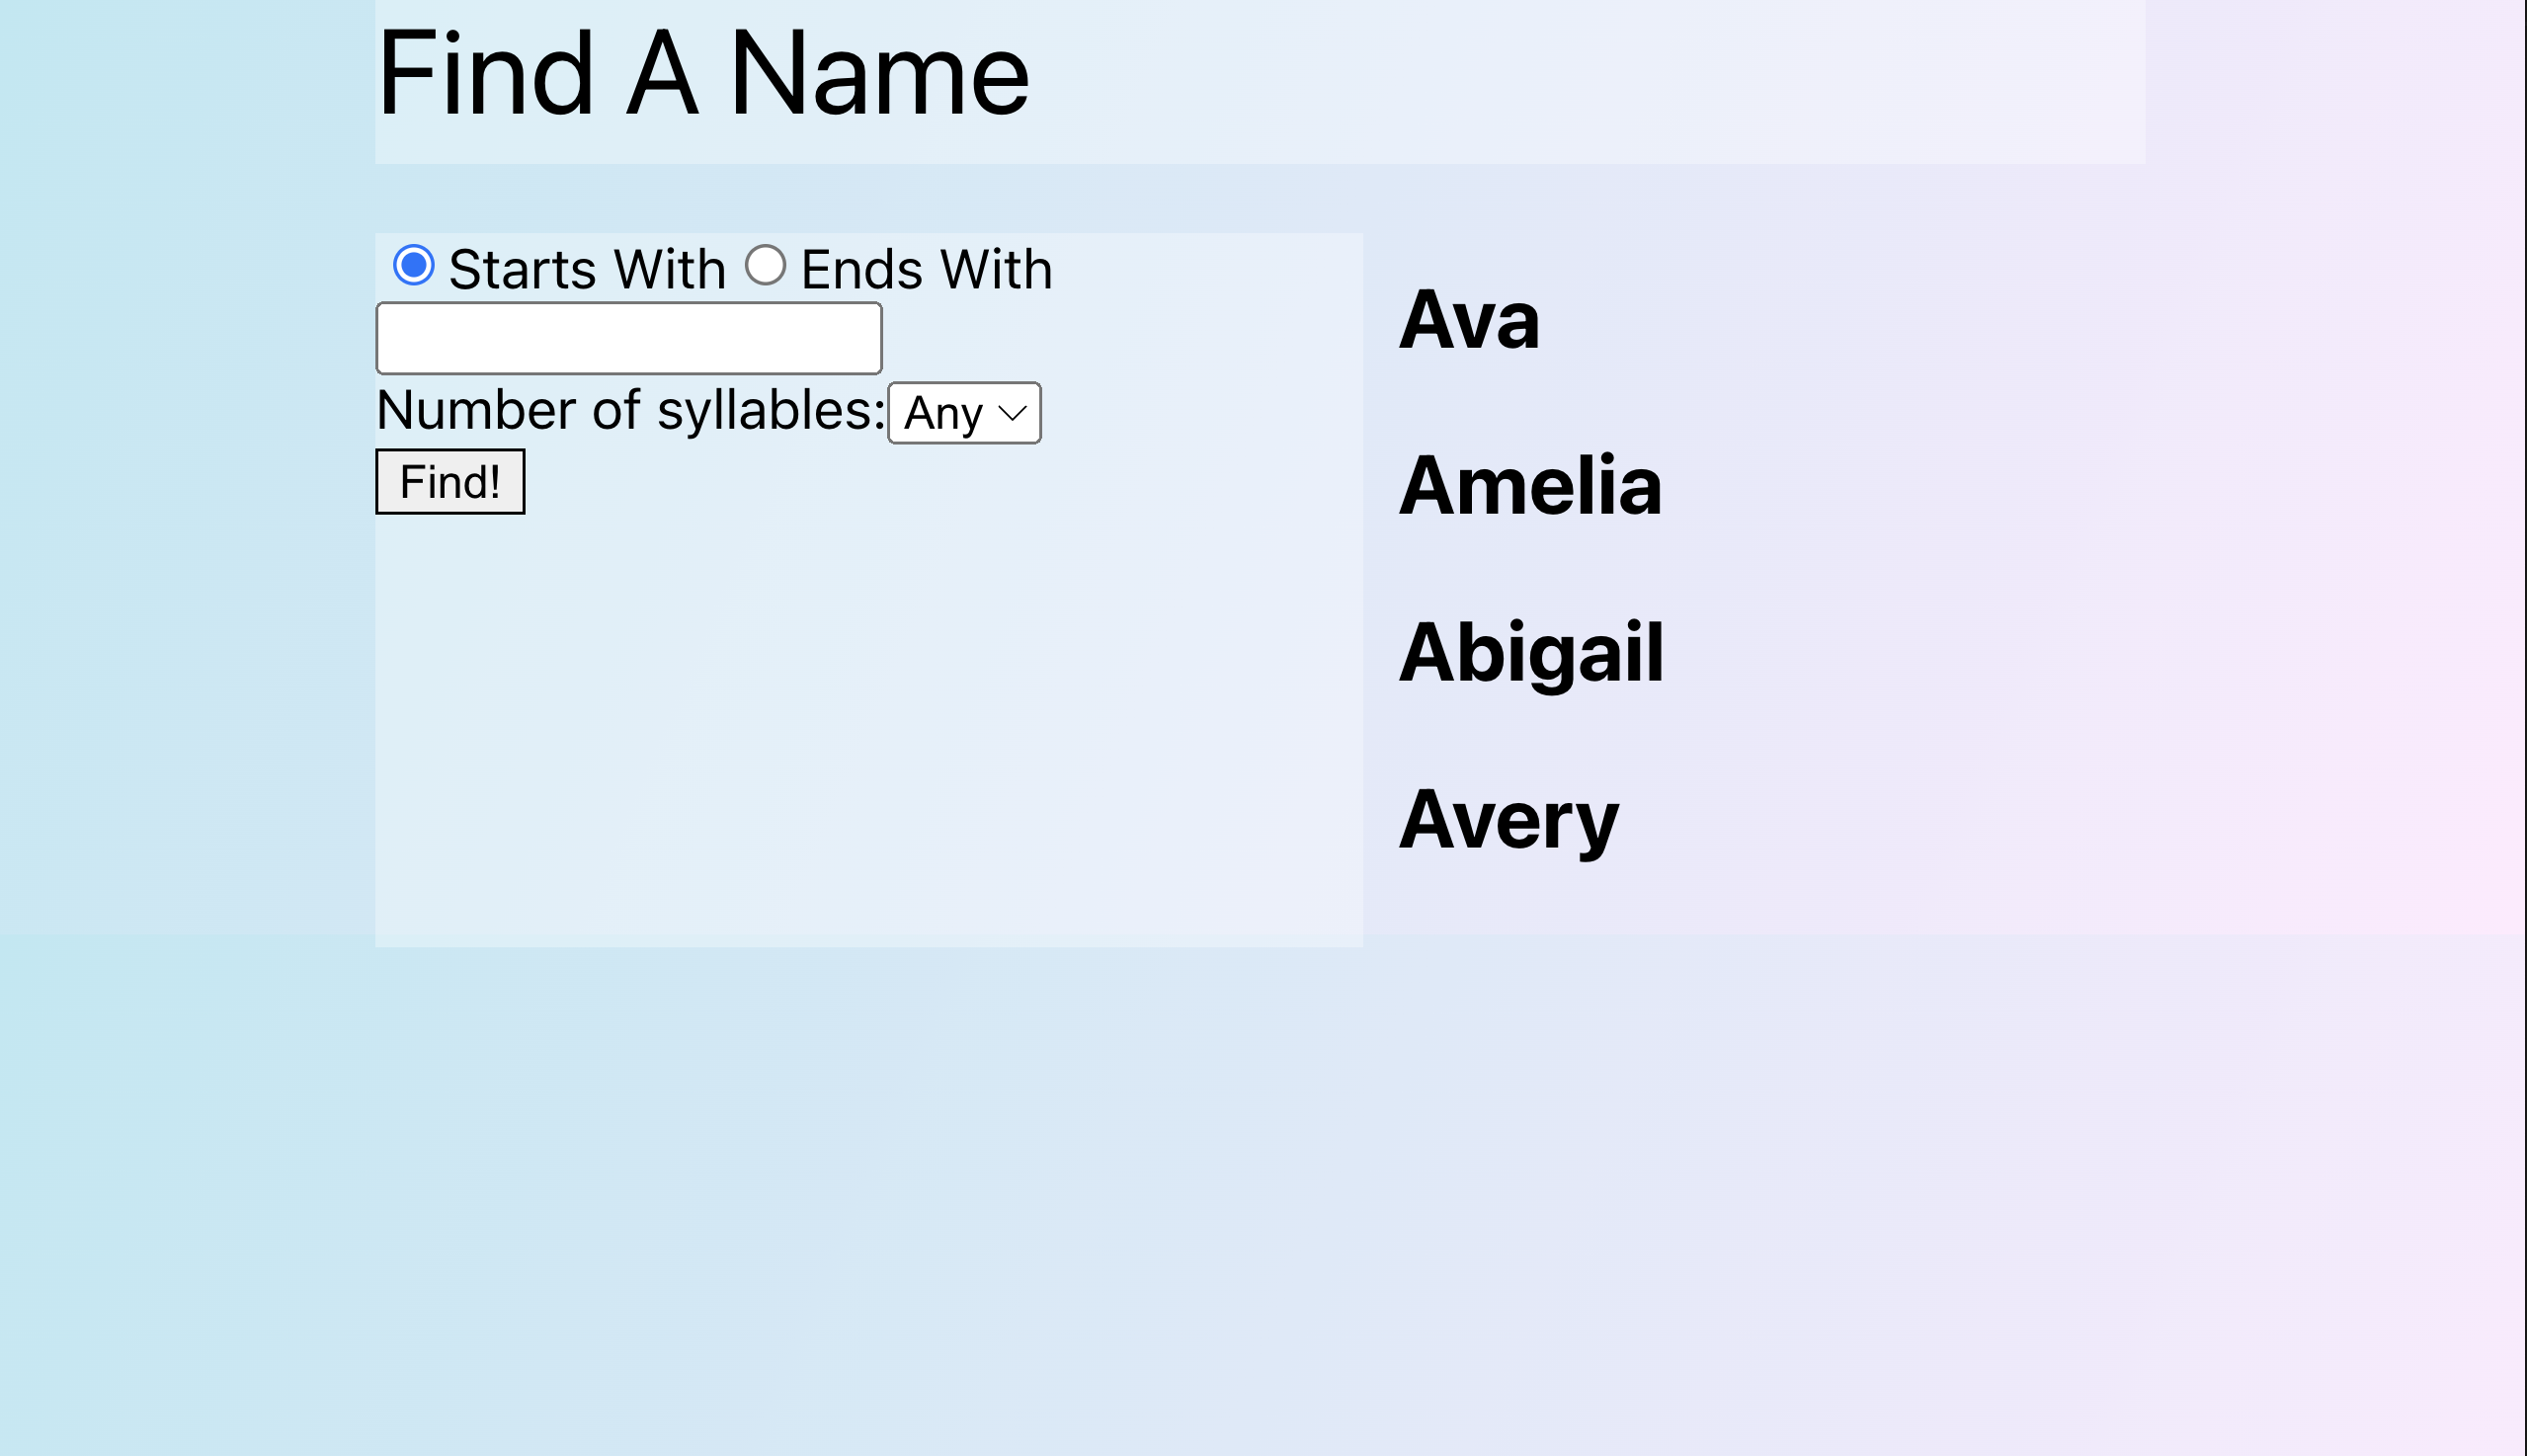 Find A Name
Starts With Ends With
Number of syllables: Any
Find!
Ava
Amelia
Abigail
Avery